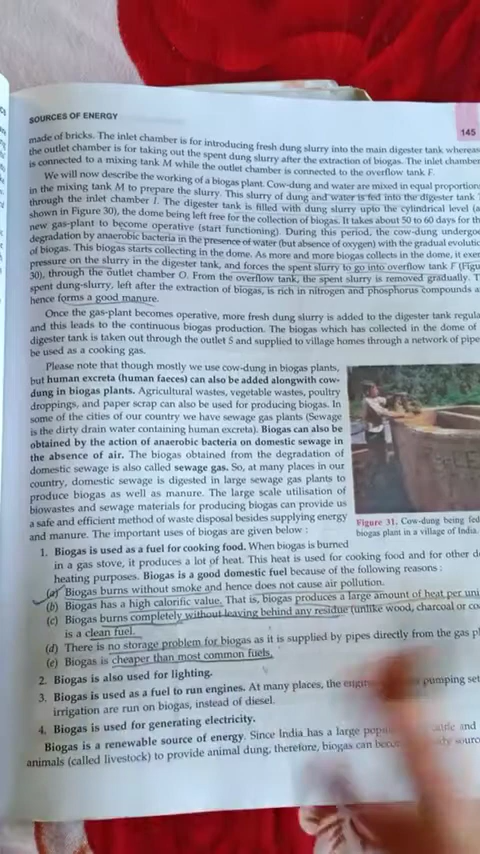 SOURCES OF ENERGY
145
made of bricks. The inlet chamber is for introducing fresh dung slurry into the main digester tank whereas
the outlet chamber is for taking out the spent dung slurry after the extraction of biogas. The inlet chamber
is connected to a mixing tank M while the outlet chamber is connected to the overflow tank F.
We will now describe the working of a biogas plant. Cow-dung and water are mixed in equal proportion
in the mixing tank M to prepare the slurry. This slurry of dung and water is fed into the digester tank
through the inlet chamber I. The digester tank is filled with dung slurry upto the cylindrical level
shown in Figure 30), the dome being left free for the collection of biogas. It takes about 50 to 60 days for
new gas-plant to become operative (start functioning). During this period, the cow-dung
degradation by anaerobic bacteria in the presence of water (but absence of oxygen) with the gradual
of biogas. This biogas starts collecting in the dome. As more and more biogas collects in the dome, it
pressure on the slurry in the digester tank, and forces the spent slurry to go into overflow tank F
30), through the outlet chamber O. From the overflow tank, the spent slurry is removed gradually.
spent dung-slurry, left after the extraction of biogas, is rich in nitrogen and phosphorus compounds
hence forms a good manure.
Once the gas-plant becomes operative, more fresh dung slurry is added to the digester tank
and this leads to the continuous biogas production. The biogas which has collected in the dome of
digester tank is taken out through the outlet S and supplied to village homes through a network of
be used as a cooking gas.
Please note that though mostly we use cow-dung in biogas plants,
but human excreta (human faeces) can also be added alongwith cow-
dung in biogas plants. Agricultural wastes, vegetable wastes, poultry
droppings, and paper scrap can also be used for producing biogas. In
some of the cities of our country we have sewage gas plants (Sewage
is the dirty drain water containing human excreta). Biogas can also be
obtained by the action of anaerobic bacteria on domestic sewage in
the absence of air. The biogas obtained from the degradation of
domestic sewage is also called sewage gas. So, at many places in our
country, domestic sewage is digested in large sewage gas plants to
produce biogas as well as manure. The large scale utilisation of
biowastes and sewage materials for producing biogas can provide us
a safe and efficient method of waste disposal besides supplying energy
and manure. The important uses of biogas are given below :
Figure 31. Cow-dung being fed
biogas plant in a village of India.
1. Biogas is used as a fuel for cooking food. When biogas is burned
in a gas stove, it produces a lot of heat. This heat is used for cooking food and for other
heating purposes. Biogas is a good domestic fuel because of the following reasons :
(a) Biogas burns without smoke and hence does not cause air pollution.
(b) Biogas has a high calorific value. That is, biogas produces a large amount of heat per
(c) Biogas burns completely without leaving behind any residue (unlike wood, charcoal or
is a clean fuel.
(d) There is no storage problem for biogas as it is supplied by pipes directly from the gas
(e) Biogas is cheaper than most common fuels.
2. Biogas is also used for lighting.
3. Biogas is used as a fuel to run engines. At many places, the pumping
irrigation are run on biogas, instead of diesel.
4. Biogas is used for generating electricity.
Biogas is a renewable source of energy. Since India has a large and
animals (called livestock) to provide animal dung, therefore, biogas can